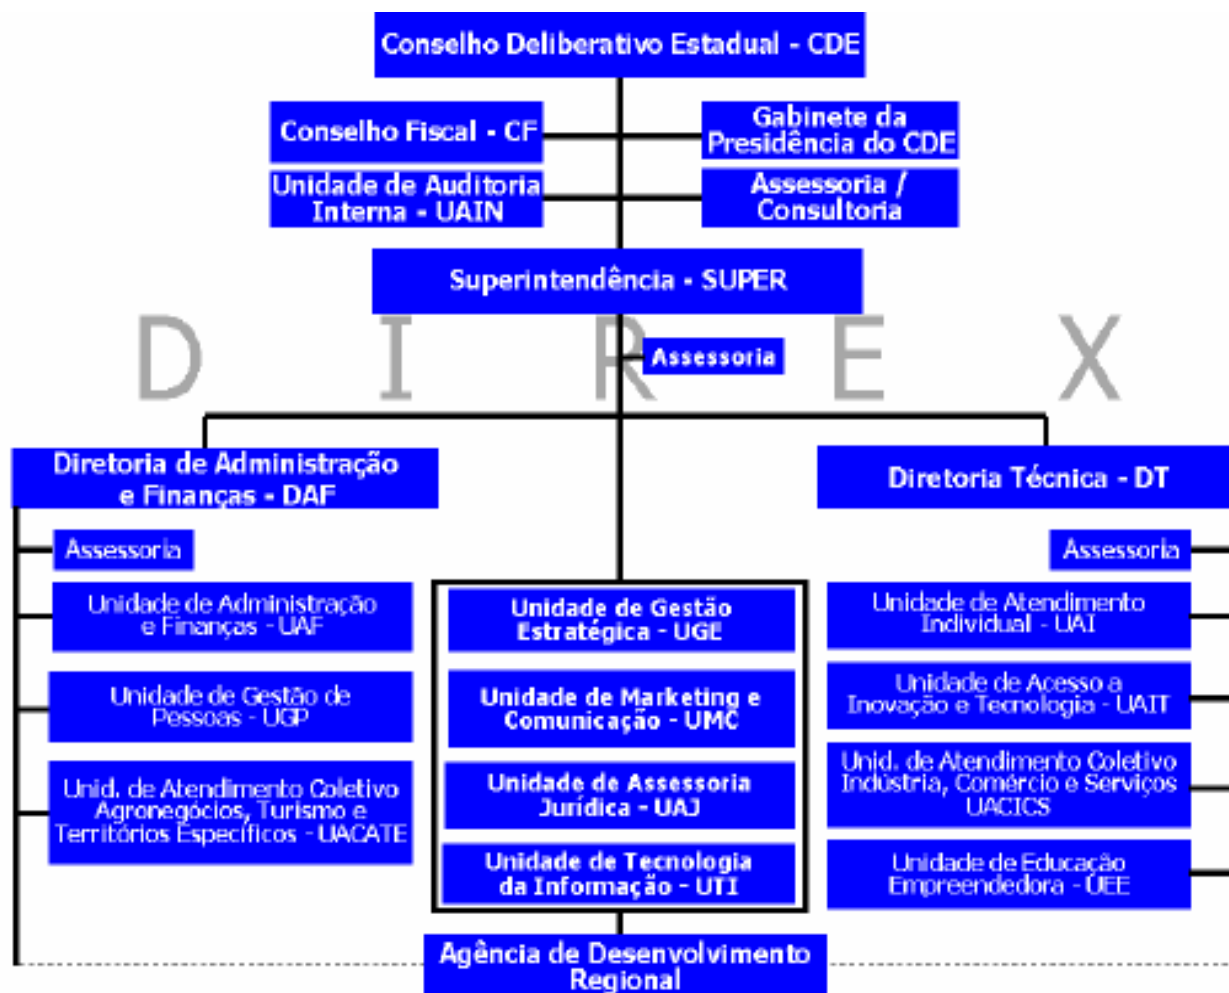 Conselho Deliberativo Estadual - CDE
Conselho Fiscal - CF
Gabinete da
Presidência do CDE
Unidade de Auditoria
Interna - UAIN
Assessoria /
Consultoria
Superintendência - SUPER
D I R E X
Assessoria
Diretoria de Administração
e Finanças - DAF
Assessoria
Unidade de Administração
e Finanças - UAF
Unidade de Gestão de
Pessoas - UGP
Unid. de Atendimento Coletivo
Agronegócios, Turismo e
Territórios Específicos - UACATE
Unidade de Gestão
Estratégica - UGE
Unidade de Marketing e
Comunicação - UMC
Unidade de Assessoria
Jurídica - UAJ
Unidade de Tecnologia
da Informação - UTI
Diretoria Técnica - DT
Assessoria
Unidade de Atendimento
Individual - UAI
Unidade de Acesso a
Inovação e Tecnologia - UAIT
Unid. de Atendimento Coletivo
Indústria, Comércio e Serviços
UACICS
Unidade de Educação
Empreendedora - UEE
Agência de Desenvolvimento
Regional